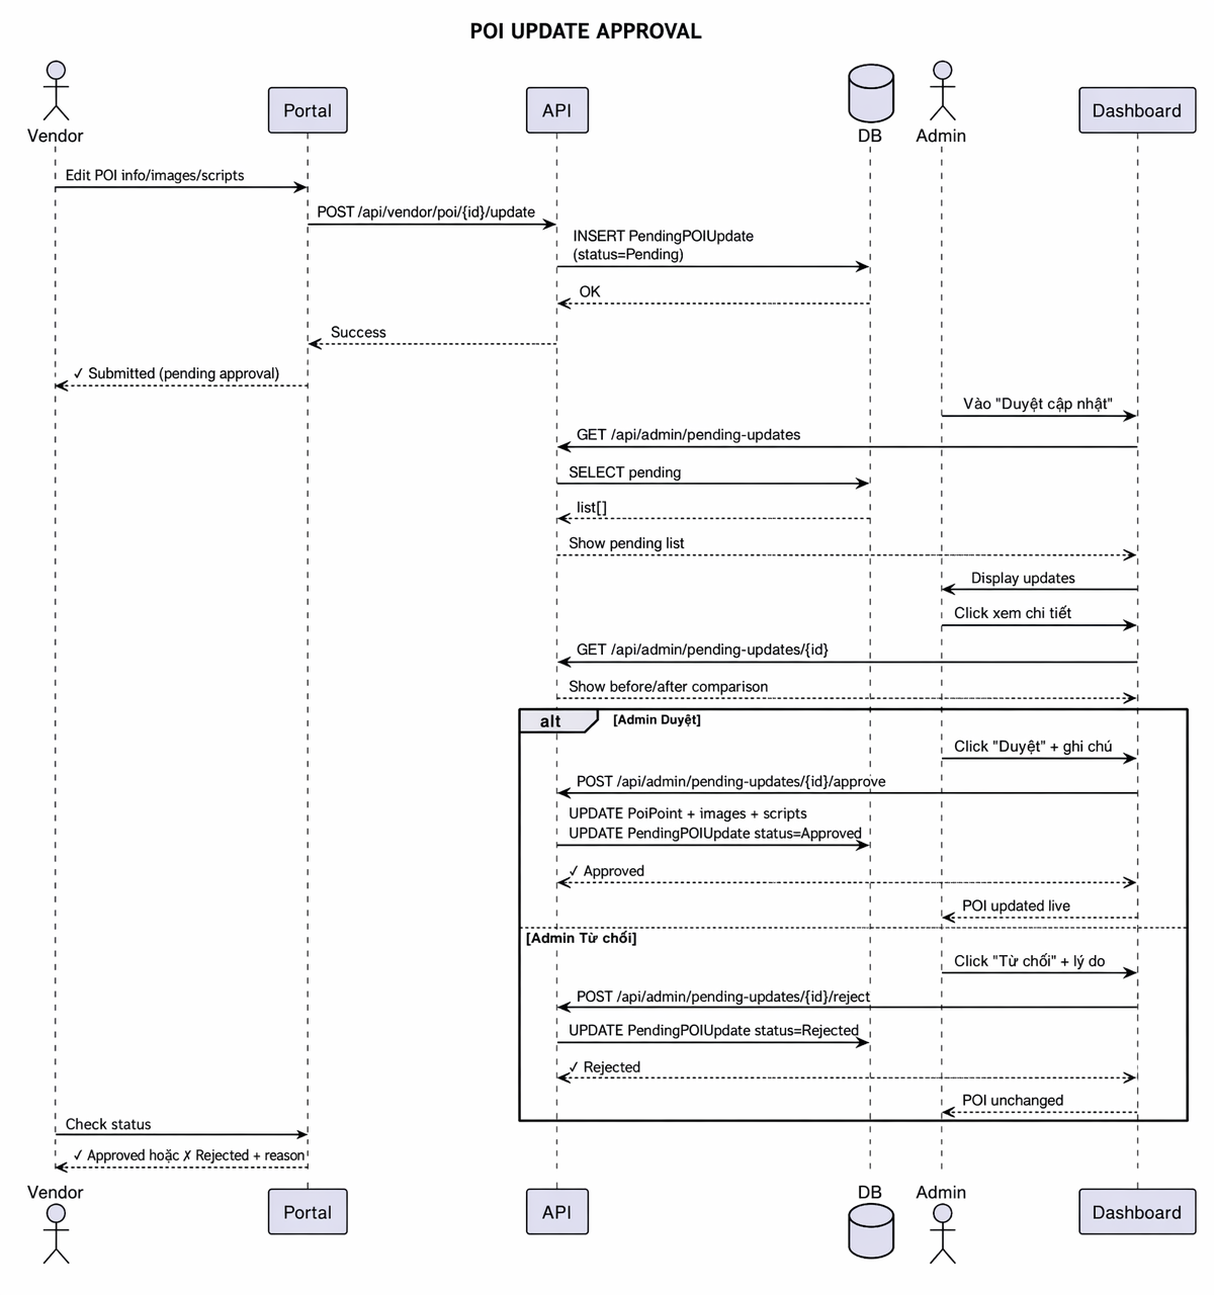 POI UPDATE APPROVAL
Vendor
Portal
API
DB
Admin
Dashboard
Edit POI info/images/scripts
POST /api/vendor/poi/{id}/update
INSERT PendingPOIUpdate
(status=Pending)
OK
Success
✓ Submitted (pending approval)
Vào "Duyệt cập nhật"
GET /api/admin/pending-updates
SELECT pending
list[]
Show pending list
Display updates
Click xem chi tiết
GET /api/admin/pending-updates/{id}
Show before/after comparison
alt [Admin Duyệt]
Click "Duyệt" + ghi chú
POST /api/admin/pending-updates/{id}/approve
UPDATE PoiPoint + images + scripts
UPDATE PendingPOIUpdate status=Approved
✓ Approved
POI updated live
[Admin Từ chối]
Click "Từ chối" + lý do
POST /api/admin/pending-updates/{id}/reject
UPDATE PendingPOIUpdate status=Rejected
✓ Rejected
POI unchanged
Check status
✓ Approved hoặc ✗ Rejected + reason
Vendor
Portal
API
DB
Admin
Dashboard